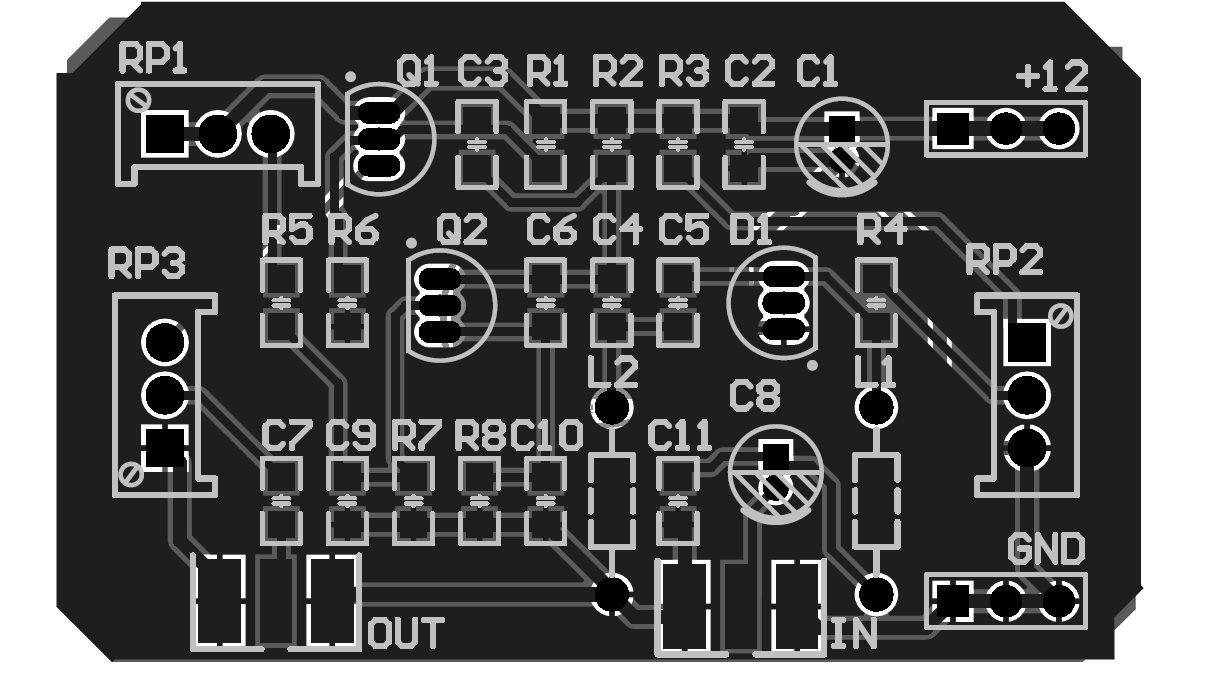 RP1 Q1 C3 R1 R2 R3 C2 C1 +12
R5 R6 Q2 C6 C4 C5 D1 R4
RP3 RP2
L2 L1
C8
C7 C9 R7 R8 C10 C11
GND
OUT IN